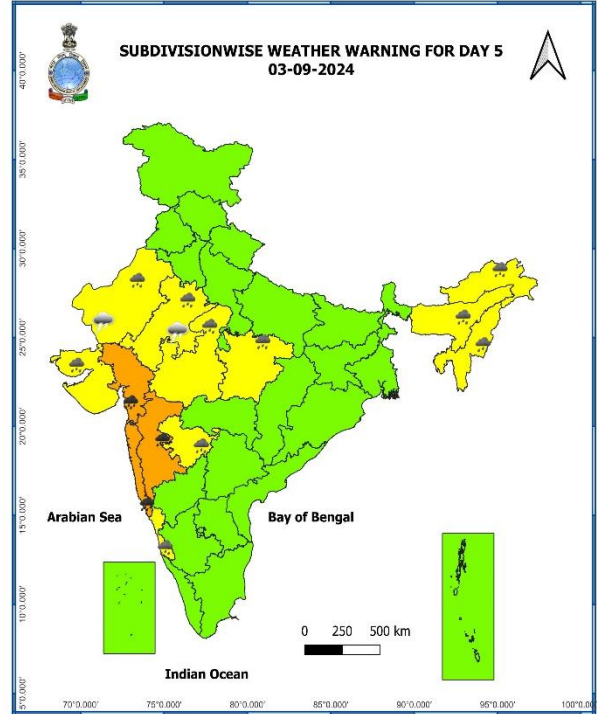 SUBDIVISIONWISE WEATHER WARNING FOR DAY 5
03-09-2024
40°0.000'
35°0.000'
30°0.000'
25°0.000'
20°0.000'
15°0.000'
10°0.000'
5°0.000'
Arabian Sea
Bay of Bengal
0 250 500 km
Indian Ocean
70°0.000' 75°0.000' 80°0.000' 85°0.000' 90°0.000' 95°0.000' 100°0.0